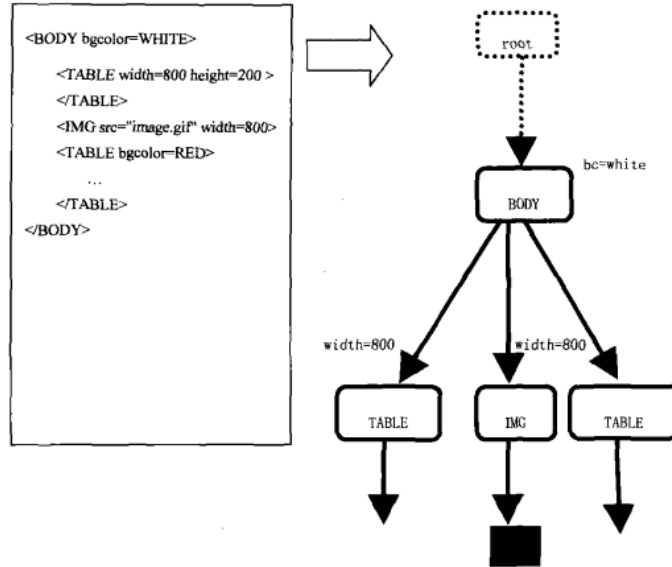 <BODY bgcolor=WHITE>
<TABLE width=800 height=200 >
</TABLE>
<IMG src="image.gif" width=800>
<TABLE bgcolor=RED>
...
</TABLE>
</BODY>
root
bc=white
BODY
width=800
width=800
TABLE
IMG
TABLE